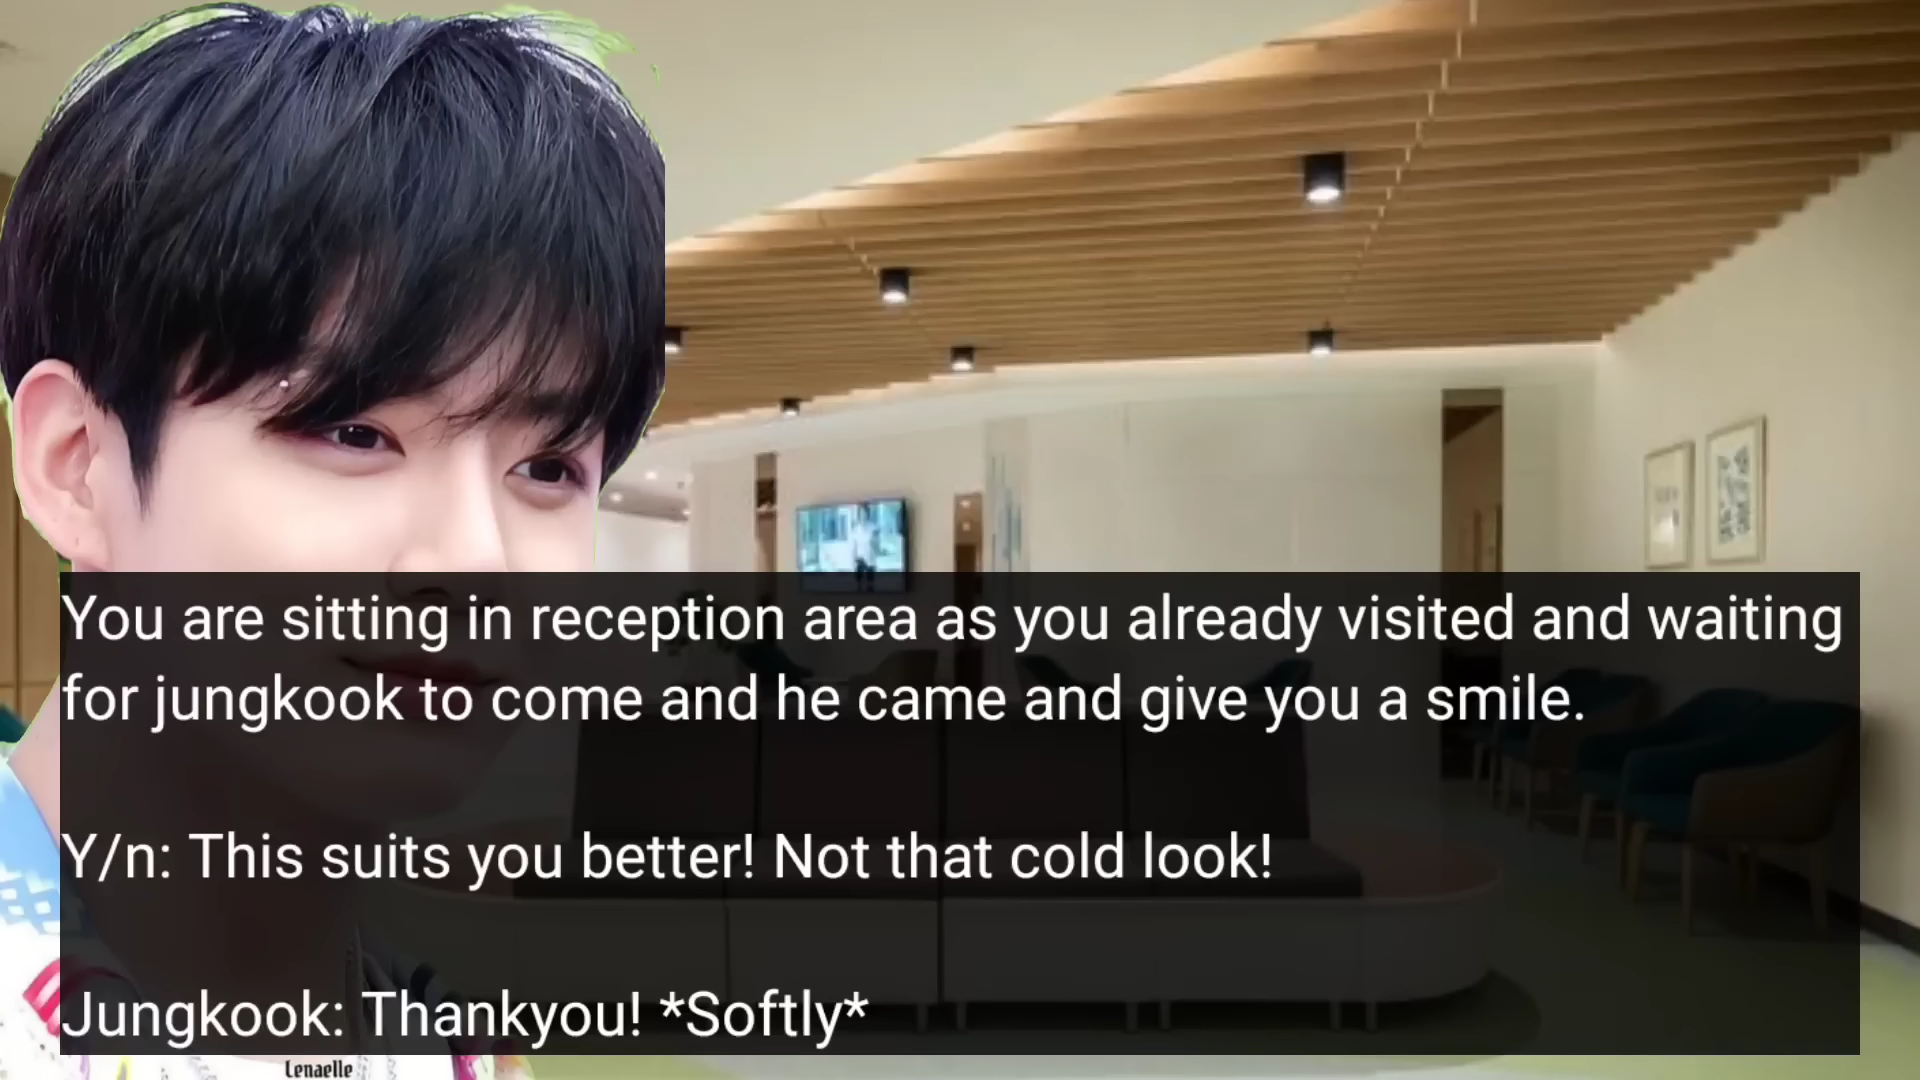 You are sitting in reception area as you already visited and waiting
for jungkook to come and he came and give you a smile.
Y/n: This suits you better! Not that cold look!
Jungkook: Thankyou! *Softly*
Lenaelle